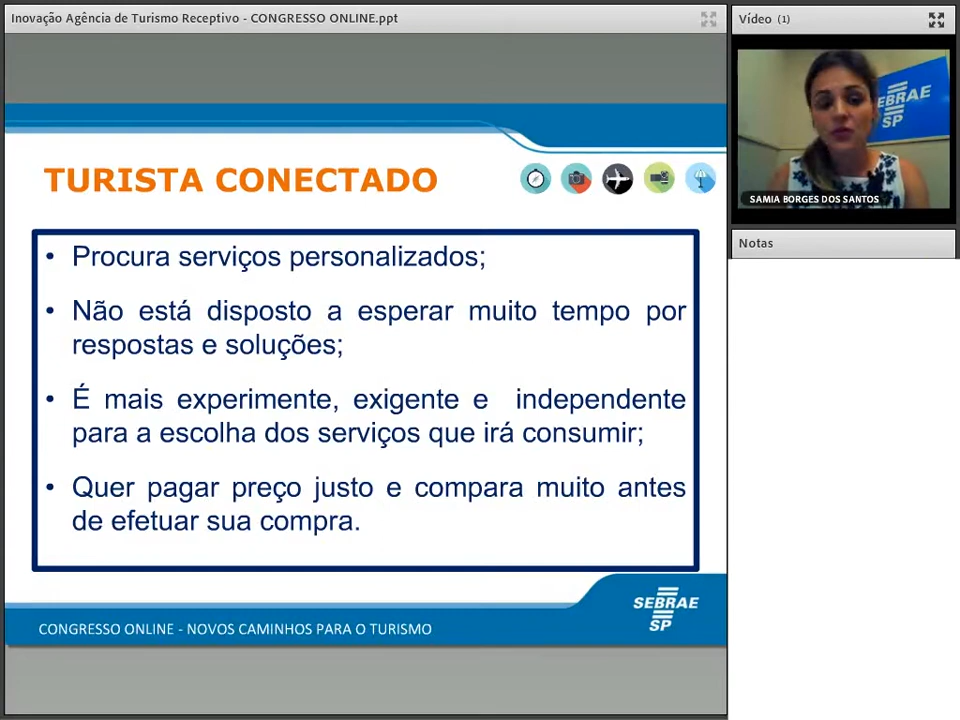 Inovação Agência de Turismo Receptivo - CONGRESSO ONLINE.ppt
Vídeo (1)
SEBRAE
SP
SAMIA BORGES DOS SANTOS
Notas
TURISTA CONECTADO
• Procura serviços personalizados;
• Não está disposto a esperar muito tempo por
respostas e soluções;
• É mais experimente, exigente e independente
para a escolha dos serviços que irá consumir;
• Quer pagar preço justo e compara muito antes
de efetuar sua compra.
CONGRESSO ONLINE - NOVOS CAMINHOS PARA O TURISMO
SEBRAE
SP